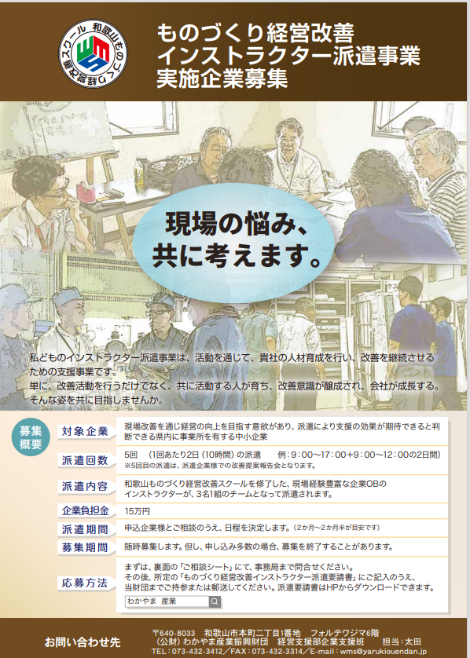 和歌山ものづくり経営改善スクール
ものづくり経営改善
インストラクター派遣事業
実施企業募集
現場の悩み、
共に考えます。
私どものインストラクター派遣事業は、活動を通じて、貴社の人材育成を行い、改善を継続させる
ための支援事業です。
単に、改善活動を行うだけでなく、共に活動する人が育ち、改善意識が醸成され、会社が成長する。
そんな姿を共に目指しませんか。
募集
概要
対象企業
現場改善を通じ経営の向上を目指す意欲があり、派遣により支援の効果が期待できると判
断できる県内に事業所を有する中小企業
派遣回数
5回 (1回あたり2日(10時間)の派遣 例:9:00～17:00+9:00～12:00の2日間)
※5回目の派遣は、派遣企業様での改善提案報告会となります。
派遣内容
和歌山ものづくり経営改善スクールを修了した、現場経験豊富な企業OBの
インストラクターが、3名1組のチームとなって派遣されます。
企業負担金
15万円
派遣期間
申込企業様とご相談のうえ、日程を決定します。(2か月～2か月半が目安です)
募集期間
随時募集します。但し、申し込み多数の場合、募集を終了することがあります。
応募方法
まずは、裏面の「ご相談シート」にて、事務局まで問合せください。
その後、所定の「ものづくり経営改善インストラクター派遣要請書」にご記入のうえ、
当財団までご持参または郵送してください。派遣要請書はHPからダウンロードできます。
わかやま 産業
お問い合わせ先
〒640-8033 和歌山市本町二丁目1番地 フォルテワジマ6階
(公財)わかやま産業振興財団 経営支援部企業支援班 担当:太田
TEL:073-432-3412/FAX:073-432-3314/E-mail:wms@yarukiouendan.jp